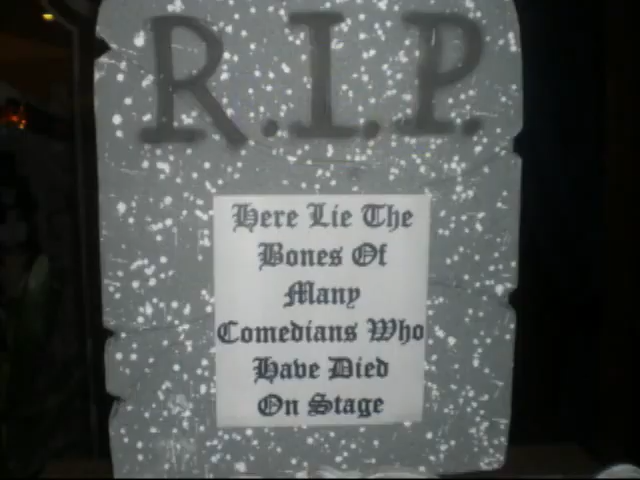 R.I.P.
Here Lie The
Bones Of
Many
Comedians Who
Have Died
On Stage